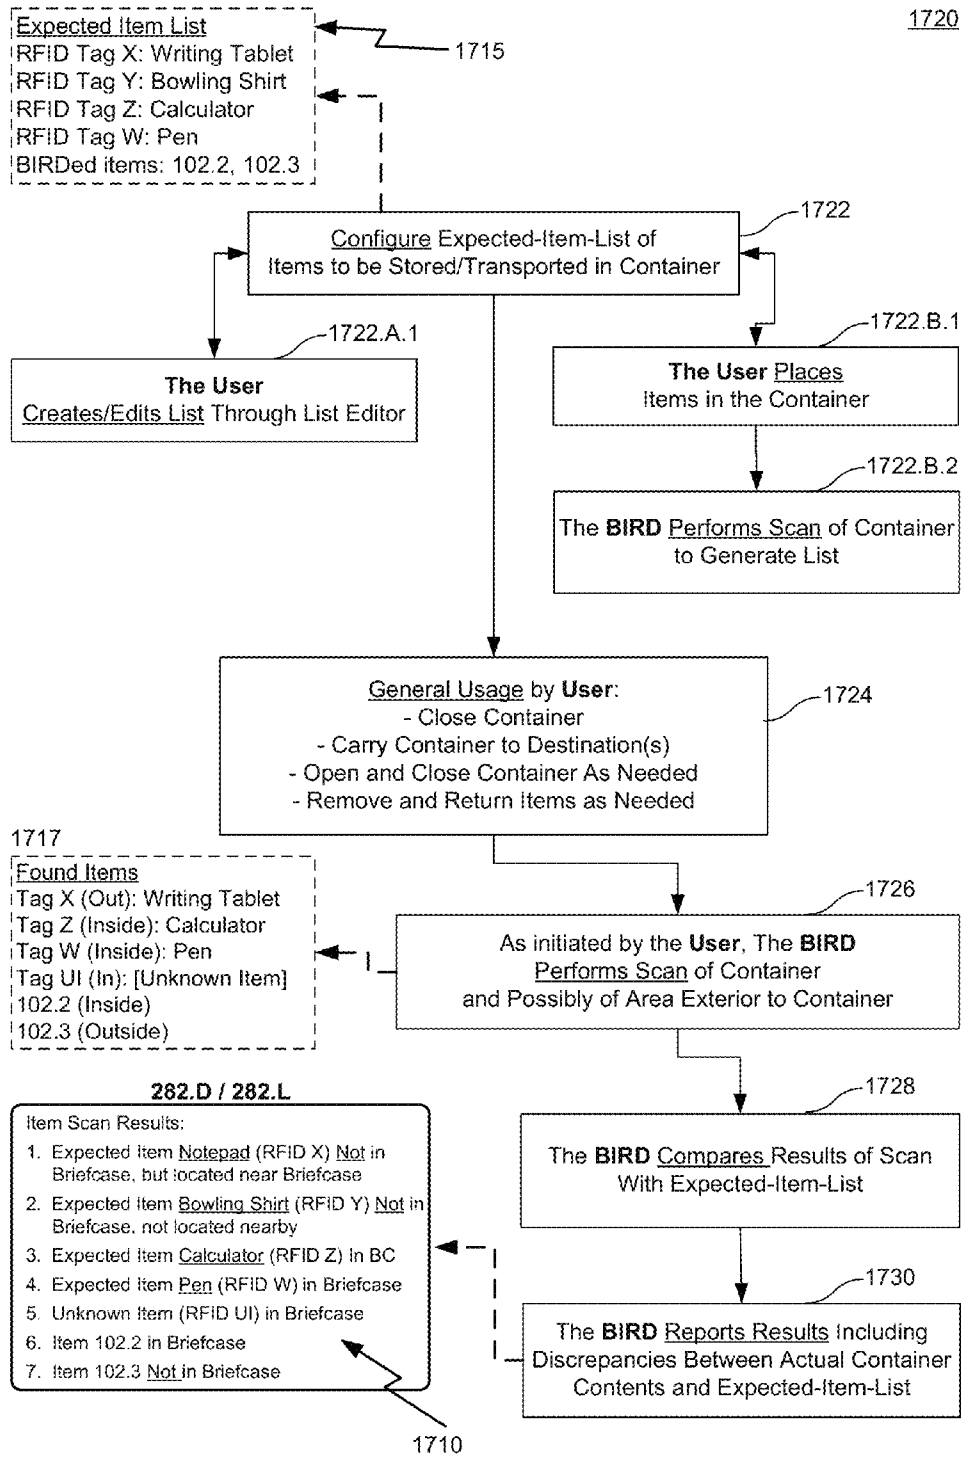 1720
Expected Item List
RFID Tag X: Writing Tablet
RFID Tag Y: Bowling Shirt
RFID Tag Z: Calculator
RFID Tag W: Pen
BIRDed items: 102.2, 102.3
1715
1722
Configure Expected-Item-List of
Items to be Stored/Transported in Container
1722.A.1
The User
Creates/Edits List Through List Editor
1722.B.1
The User Places
Items in the Container
1722.B.2
The BIRD Performs Scan of Container
to Generate List
1724
General Usage by User:
- Close Container
- Carry Container to Destination(s)
- Open and Close Container As Needed
- Remove and Return Items as Needed
1717
Found Items
Tag X (Out): Writing Tablet
Tag Z (Inside): Calculator
Tag W (Inside): Pen
Tag UI (In): [Unknown Item]
102.2 (Inside)
102.3 (Outside)
1726
As initiated by the User, The BIRD
Performs Scan of Container
and Possibly of Area Exterior to Container
1728
The BIRD Compares Results of Scan
With Expected-Item-List
1730
The BIRD Reports Results Including
Discrepancies Between Actual Container
Contents and Expected-Item-List
282.D / 282.L
Item Scan Results:
1. Expected Item Notepad (RFID X) Not in
Briefcase, but located near Briefcase
2. Expected Item Bowling Shirt (RFID Y) Not in
Briefcase, not located nearby
3. Expected Item Calculator (RFID Z) In BC
4. Expected Item Pen (RFID W) in Briefcase
5. Unknown Item (RFID UI) in Briefcase
6. Item 102.2 in Briefcase
7. Item 102.3 Not in Briefcase
1710